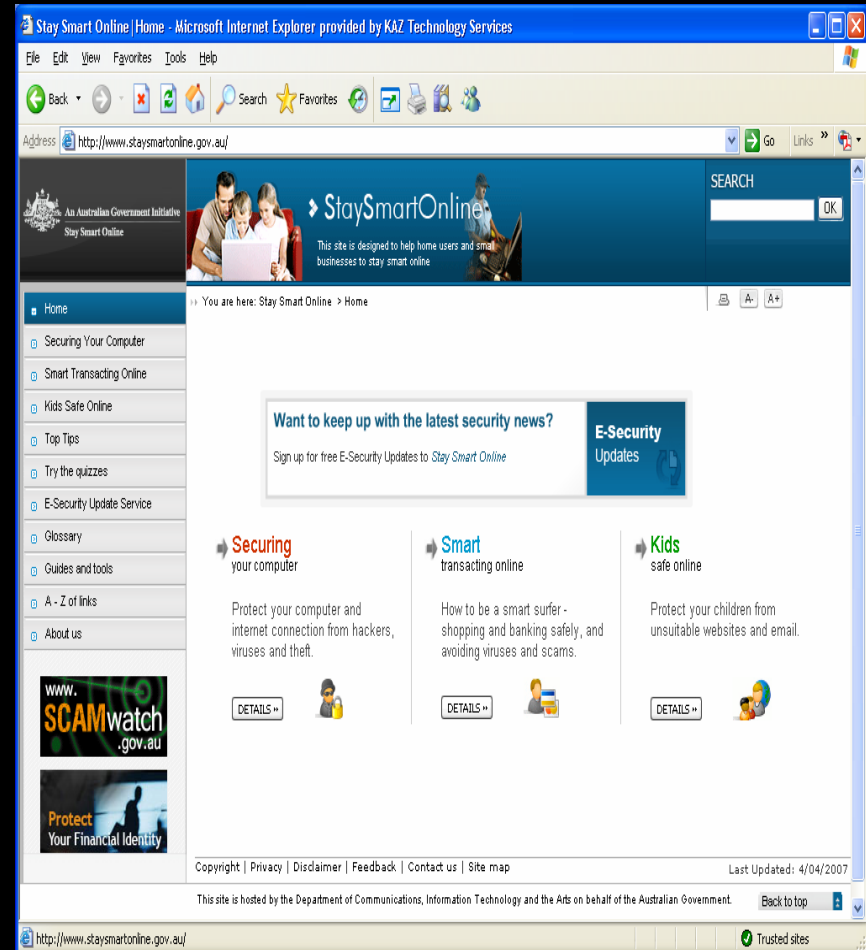 Stay Smart Online | Home - Microsoft Internet Explorer provided by KAZ Technology Services
File Edit View Favorites Tools Help
Back Search Favorites
Address http://www.staysmartonline.gov.au/ Go Links »
An Australian Government Initiative
Stay Smart Online
StaySmartOnline
This site is designed to help home users and small
businesses to stay smart online
SEARCH
OK
You are here: Stay Smart Online > Home
A- A+
Home
Securing Your Computer
Smart Transacting Online
Kids Safe Online
Top Tips
Try the quizzes
E-Security Update Service
Glossary
Guides and tools
A - Z of links
About us
www.
SCAMwatch
.gov.au
Protect
Your Financial Identity
Want to keep up with the latest security news?
Sign up for free E-Security Updates to Stay Smart Online
E-Security
Updates
Securing
your computer
Protect your computer and
internet connection from hackers,
viruses and theft.
DETAILS »
Smart
transacting online
How to be a smart surfer -
shopping and banking safely, and
avoiding viruses and scams.
DETAILS »
Kids
safe online
Protect your children from
unsuitable websites and email.
DETAILS »
Copyright | Privacy | Disclaimer | Feedback | Contact us | Site map
Last Updated: 4/04/2007
This site is hosted by the Department of Communications, Information Technology and the Arts on behalf of the Australian Government.
Back to top
http://www.staysmartonline.gov.au/
Trusted sites